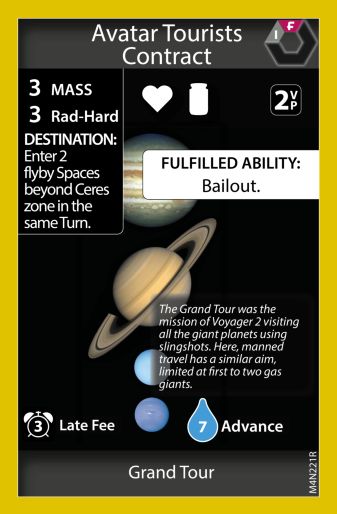 Avatar Tourists
Contract
I F
3 MASS
3 Rad-Hard
DESTINATION:
Enter 2
flyby Spaces
beyond Ceres
zone in the
same Turn.
2 VP
FULFILLED ABILITY:
Bailout.
The Grand Tour was the
mission of Voyager 2 visiting
all the giant planets using
slingshots. Here, manned
travel has a similar aim,
limited at first to two gas
giants.
3 Late Fee
7 Advance
Grand Tour
M4N221R